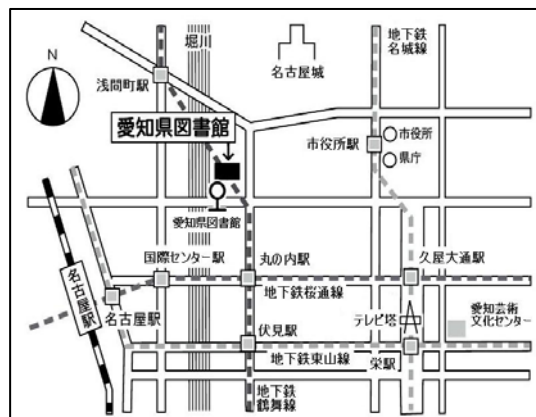 N
堀川
地下鉄
名城線
名古屋城
浅間町駅
愛知県図書館
市役所駅
市役所
県庁
愛知県図書館
国際センター駅
丸の内駅
久屋大通駅
名古屋駅
名古屋駅
地下鉄桜通線
テレビ塔
愛知芸術
文化センター
伏見駅
地下鉄東山線
栄駅
地下鉄
鶴舞線